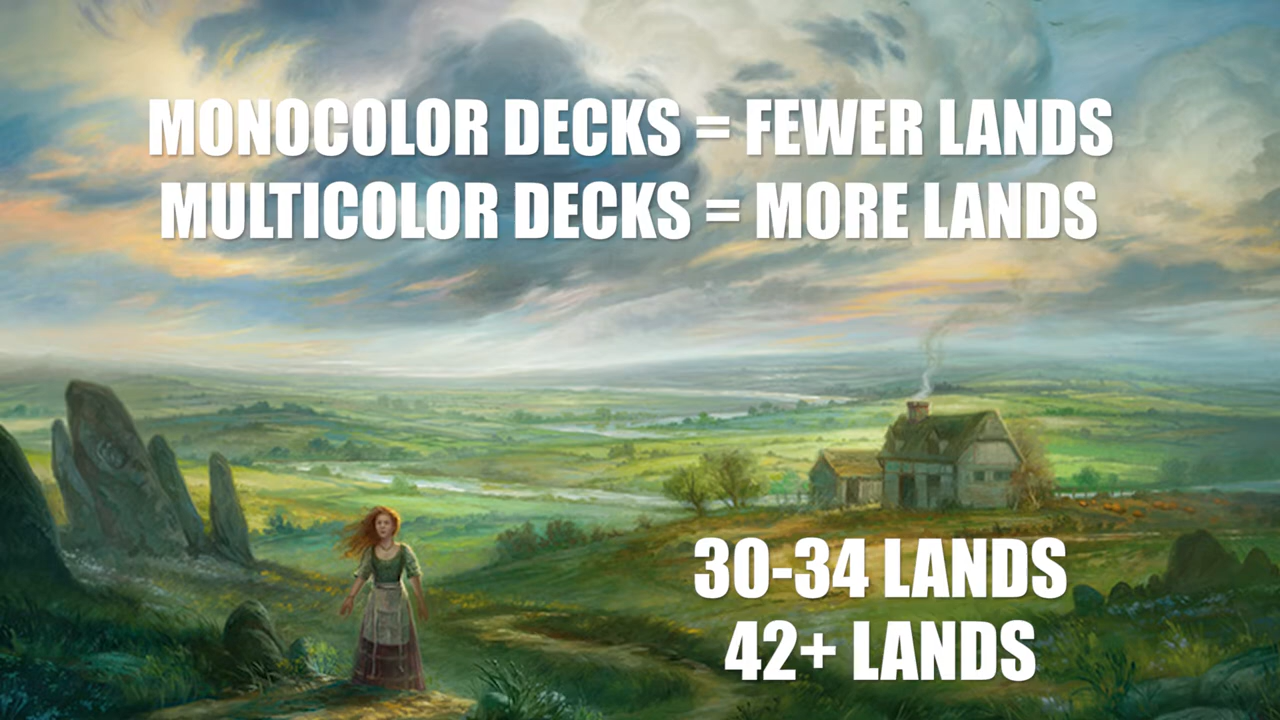 MONOCOLOR DECKS = FEWER LANDS
MULTICOLOR DECKS = MORE LANDS
30-34 LANDS
42+ LANDS